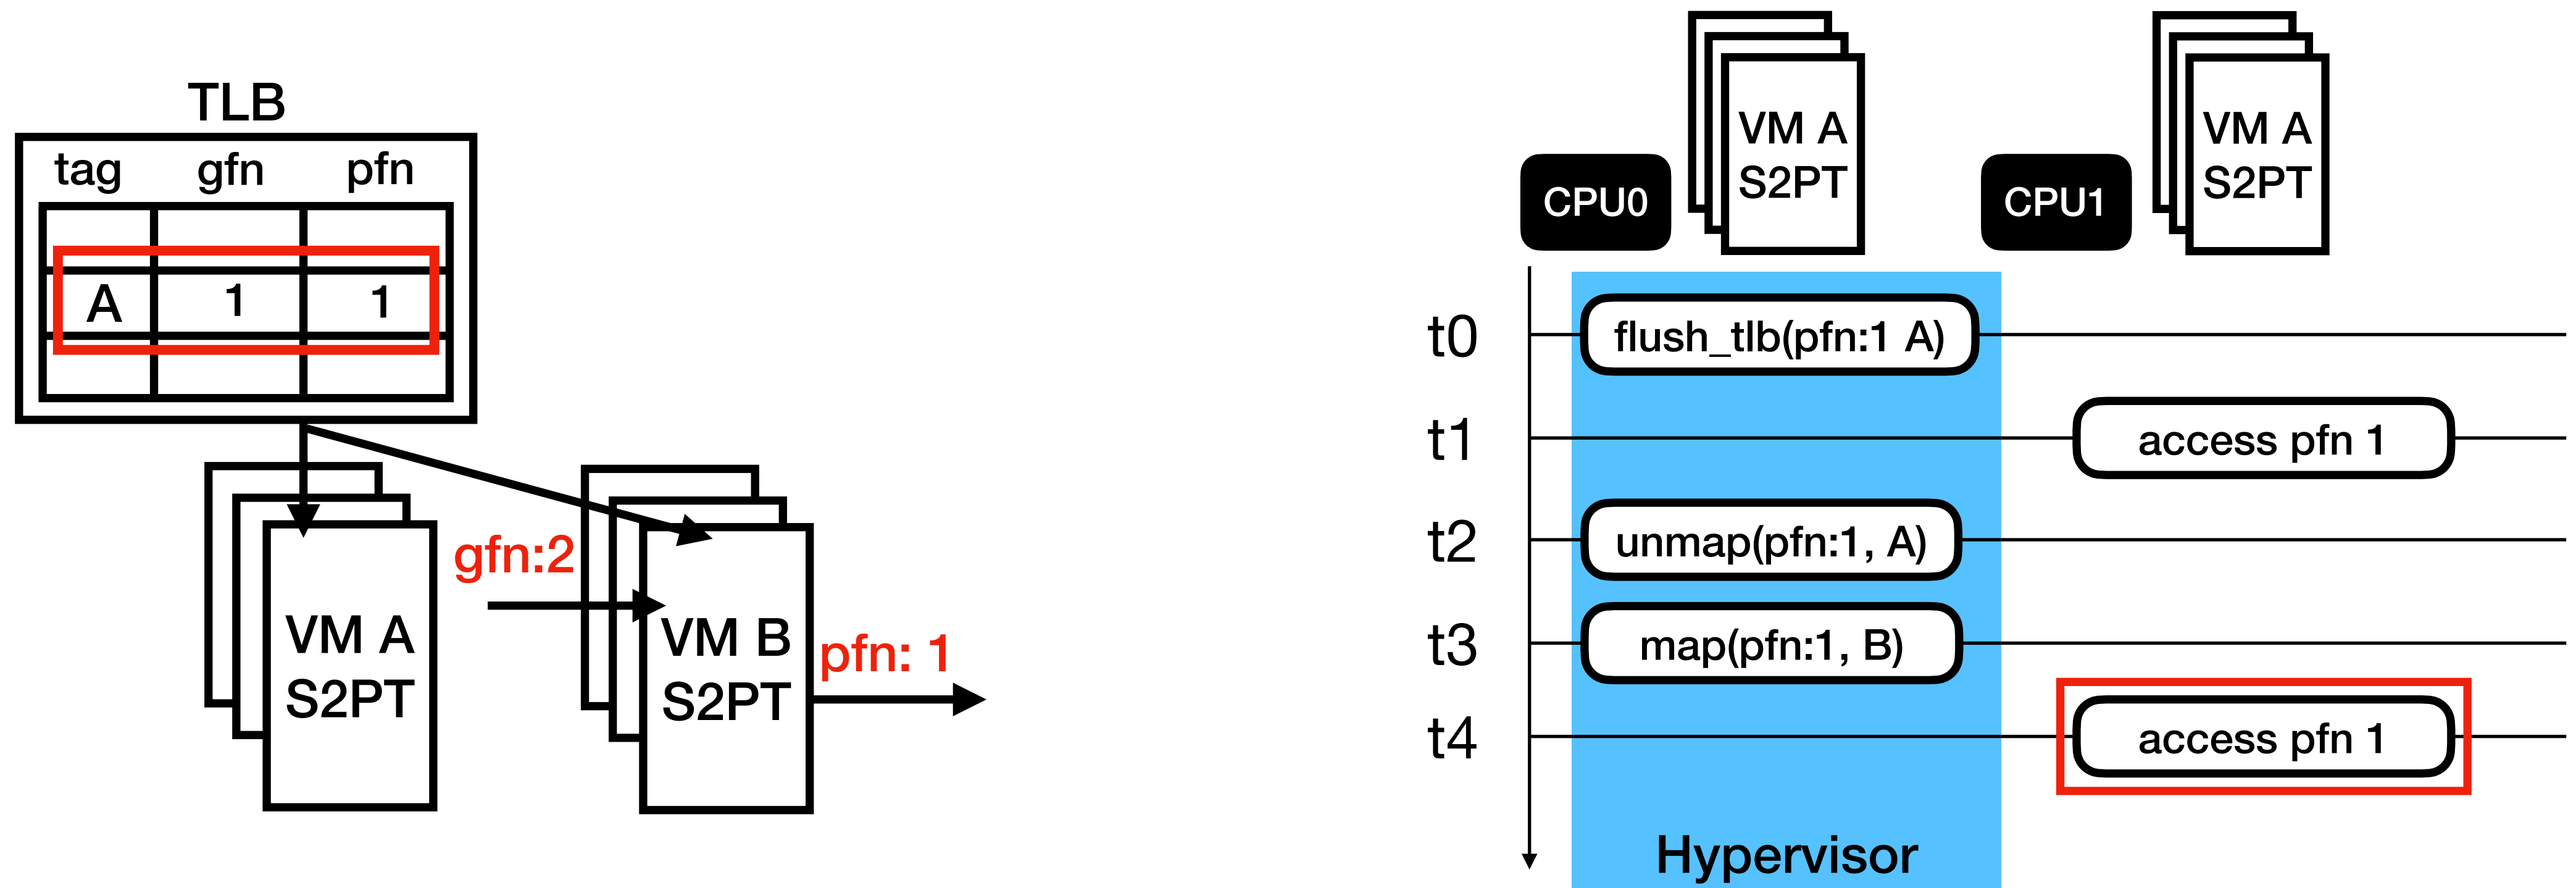 TLB
tag gfn pfn
A 1 1
VM A
S2PT
gfn:2
VM B
S2PT
pfn: 1
CPU0
VM A
S2PT
CPU1
VM A
S2PT
t0
flush_tlb(pfn:1 A)
t1
access pfn 1
t2
unmap(pfn:1, A)
t3
map(pfn:1, B)
t4
access pfn 1
Hypervisor